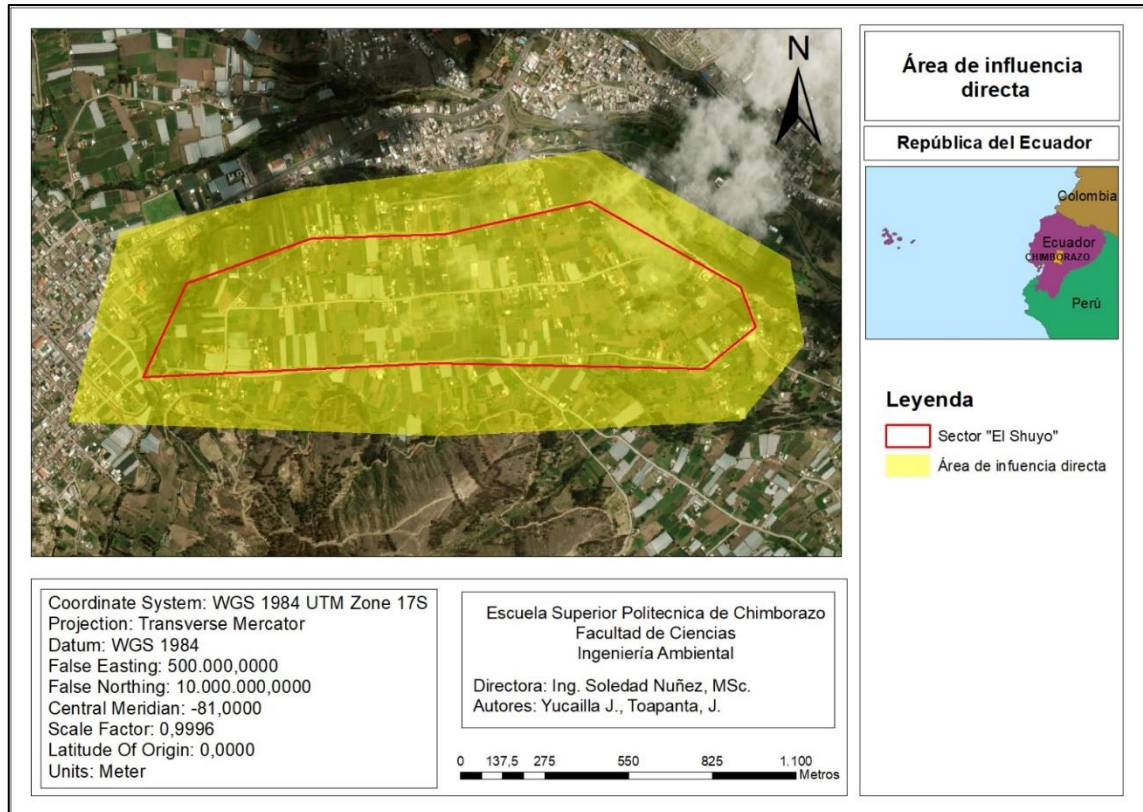 N
Área de influencia
directa
República del Ecuador
Colombia
Ecuador
CHIMBORAZO
Perú
Leyenda
Sector "El Shuyo"
Área de infuencia directa
Coordinate System: WGS 1984 UTM Zone 17S
Projection: Transverse Mercator
Datum: WGS 1984
False Easting: 500.000,0000
False Northing: 10.000.000,0000
Central Meridian: -81,0000
Scale Factor: 0,9996
Latitude Of Origin: 0,0000
Units: Meter
Escuela Superior Politecnica de Chimborazo
Facultad de Ciencias
Ingeniería Ambiental
Directora: Ing. Soledad Nuñez, MSc.
Autores: Yucailla J., Toapanta, J.
0 137,5 275 550 825 1.100
Metros